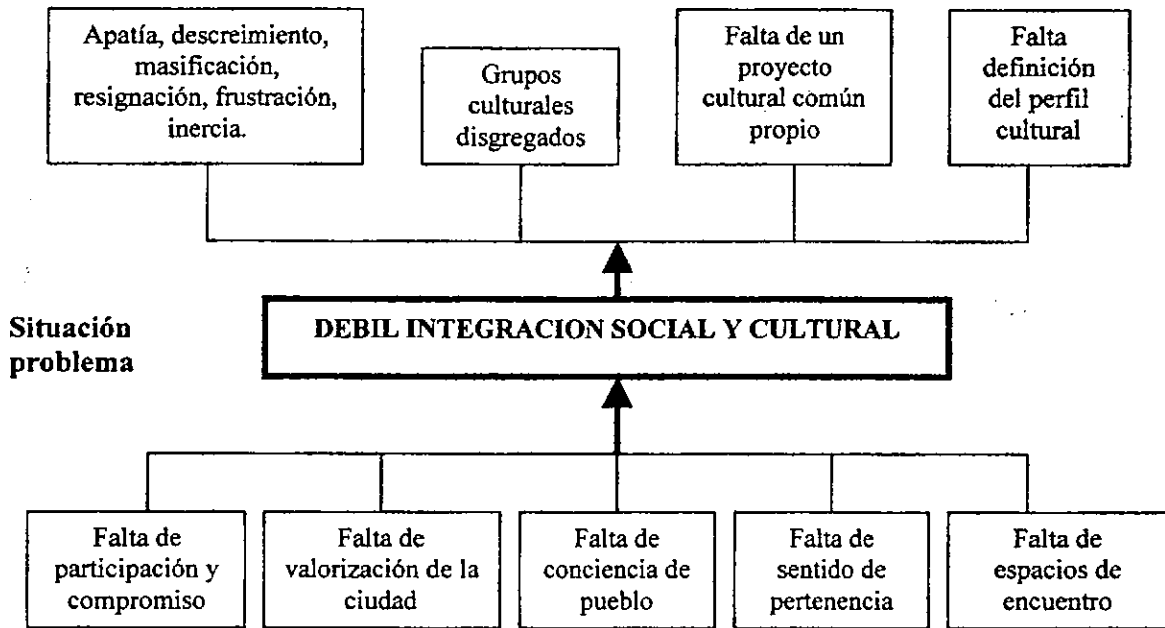 Apatía, descreimiento,
masificación,
resignación, frustración,
inercia.
Grupos
culturales
disgregados
Falta de un
proyecto
cultural común
propio
Falta
definición
del perfil
cultural
Situación
problema
DEBIL INTEGRACION SOCIAL Y CULTURAL
Falta de
participación y
compromiso
Falta de
valorización de la
ciudad
Falta de
conciencia de
pueblo
Falta de
sentido de
pertenencia
Falta de
espacios de
encuentro